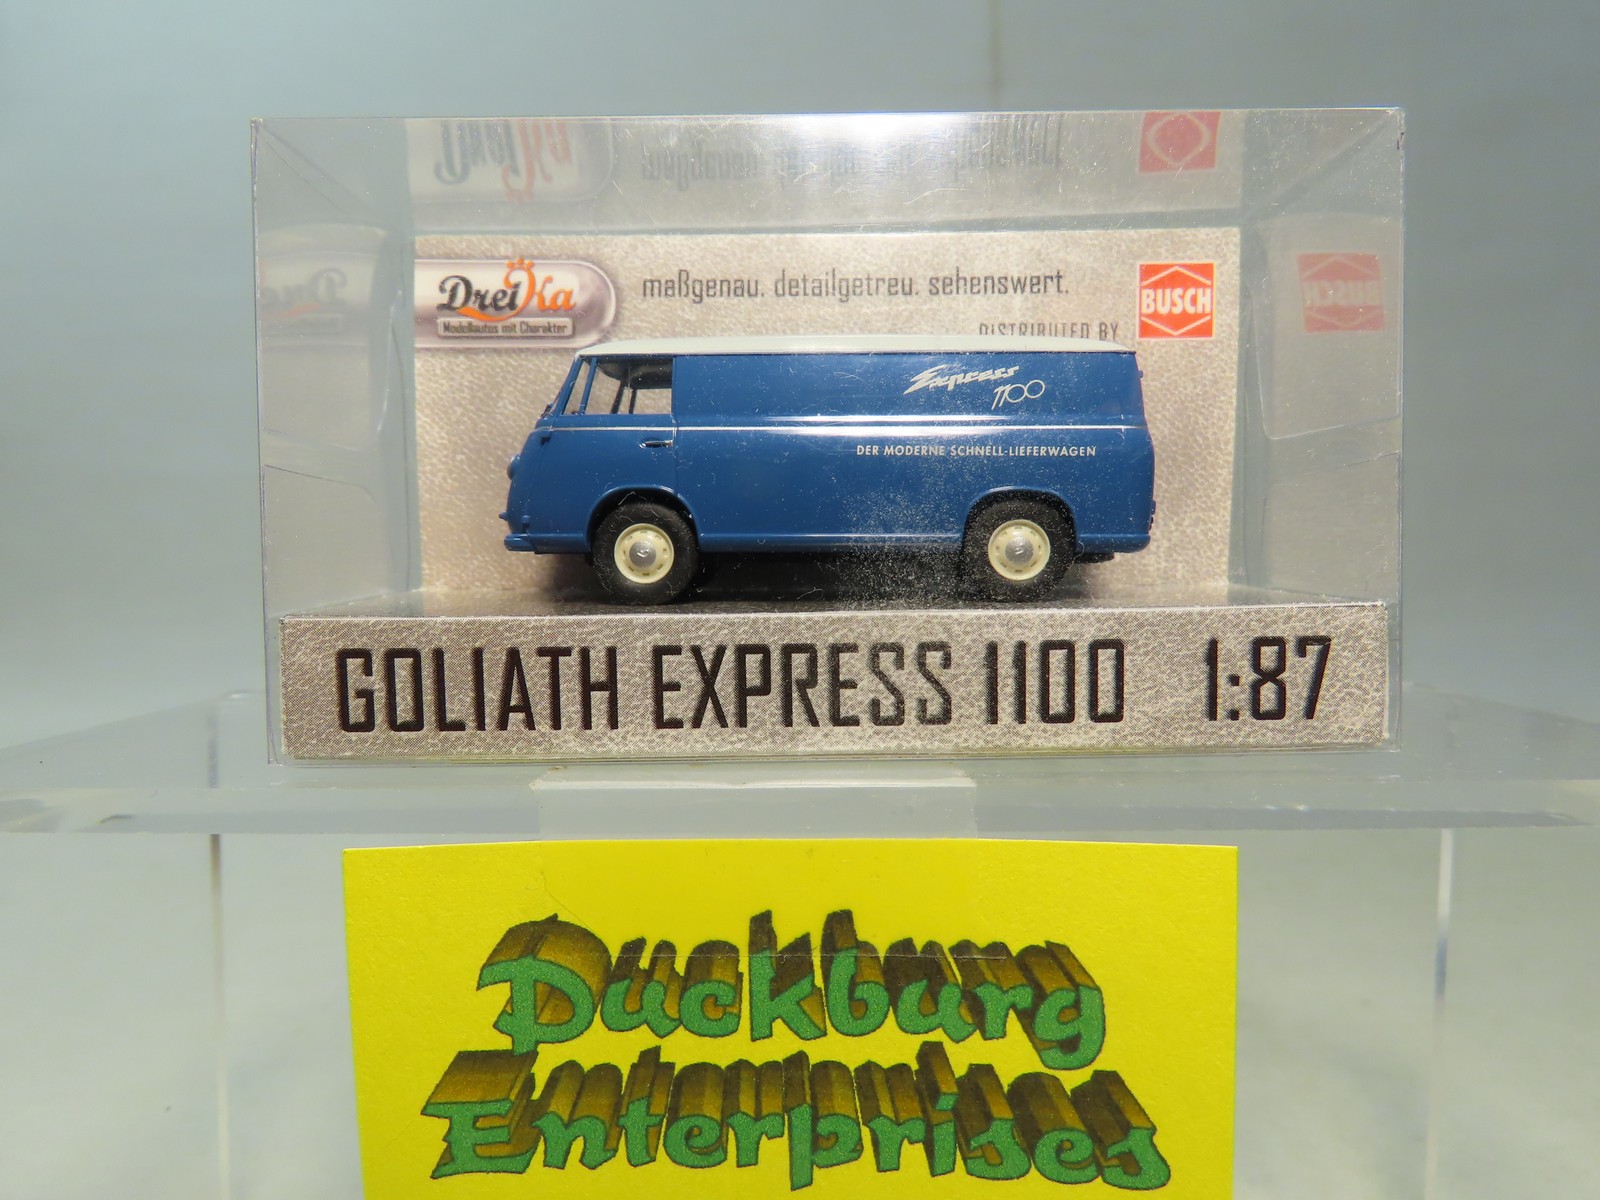 DreiKa
Modellautos mit Charakter
maßgenau. detailgetreu. sehenswert.
DISTRIBUTED BY
BUSCH
Express
1100
DER MODERNE SCHNELL-LIEFERWAGEN
GOLIATH EXPRESS 1100 1:87
Duckburg
Enterprises